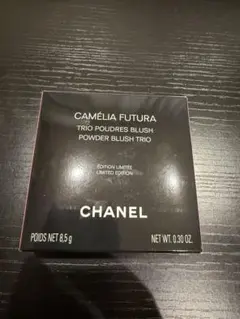 CAMÉLIA FUTURA
TRIO POUDRES BLUSH
POWDER BLUSH TRIO
ÉDITION LIMITÉE
LIMITED EDITION
CHANEL
POIDS NET 8,5 g NET WT. 0.30 OZ.